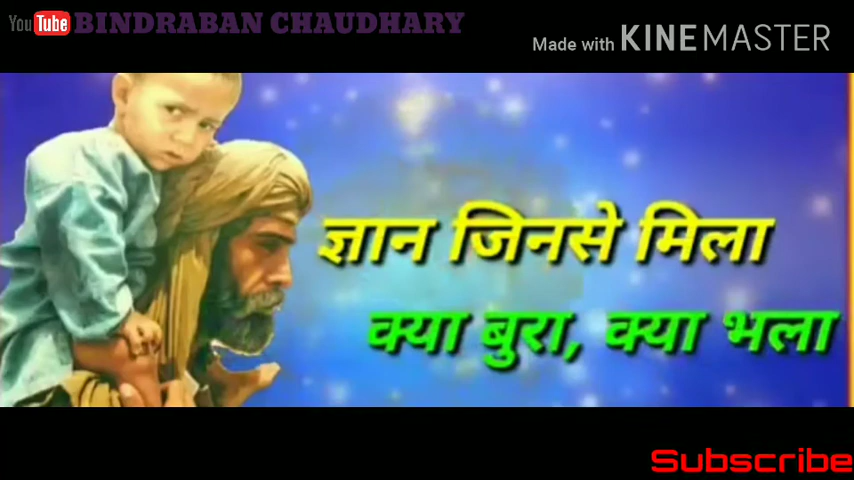 YouTube BINDRABAN CHAUDHARY
Made with KINEMASTER
ज्ञान जिनसे मिला
क्या बुरा, क्या भला
Subscribe